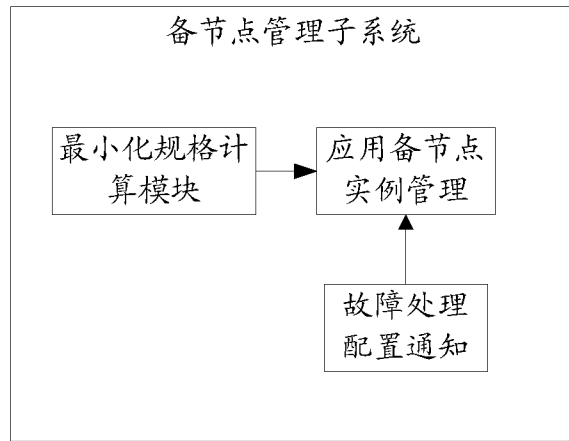 备节点管理子系统
最小化规格计
算模块
应用备节点
实例管理
故障处理
配置通知